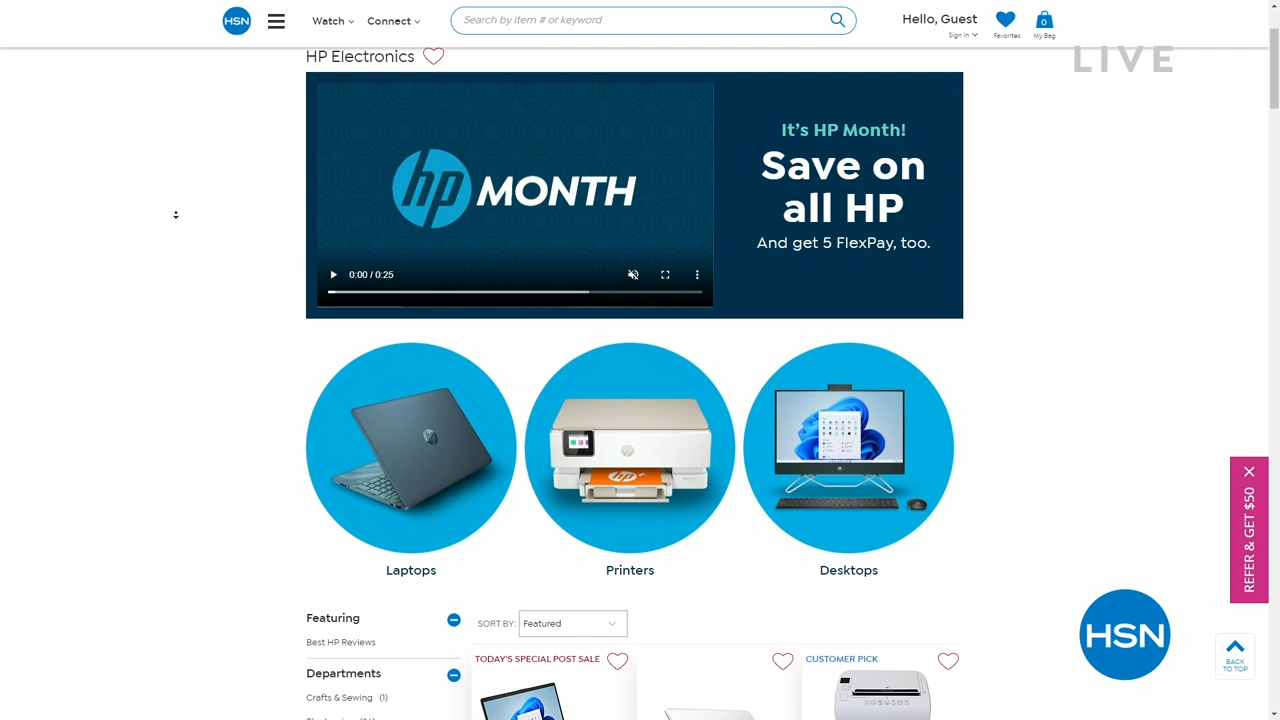 HSN
Watch
Connect
Search by item # or keyword
Hello, Guest
Sign In
Favorites
0
My Bag
HP Electronics
LIVE
hp MONTH
0:00 / 0:25
It's HP Month!
Save on
all HP
And get 5 FlexPay, too.
hp
Laptops
Printers
Desktops
REFER & GET $50
Featuring
Best HP Reviews
SORT BY:
Featured
Departments
Crafts & Sewing (1)
TODAY'S SPECIAL POST SALE
CUSTOMER PICK
HSN
BACK
TO TOP